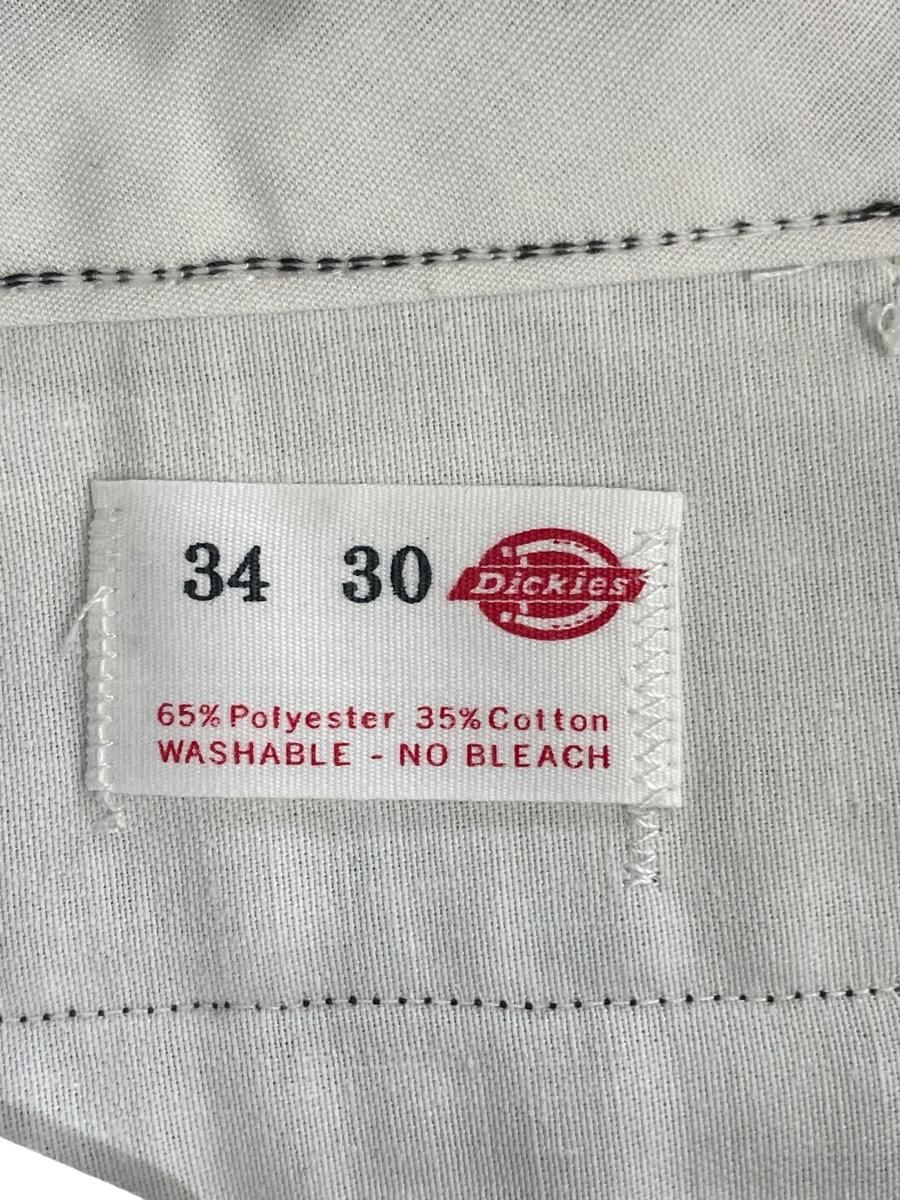 34 30 Dickies
65% Polyester 35% Cotton
WASHABLE - NO BLEACH